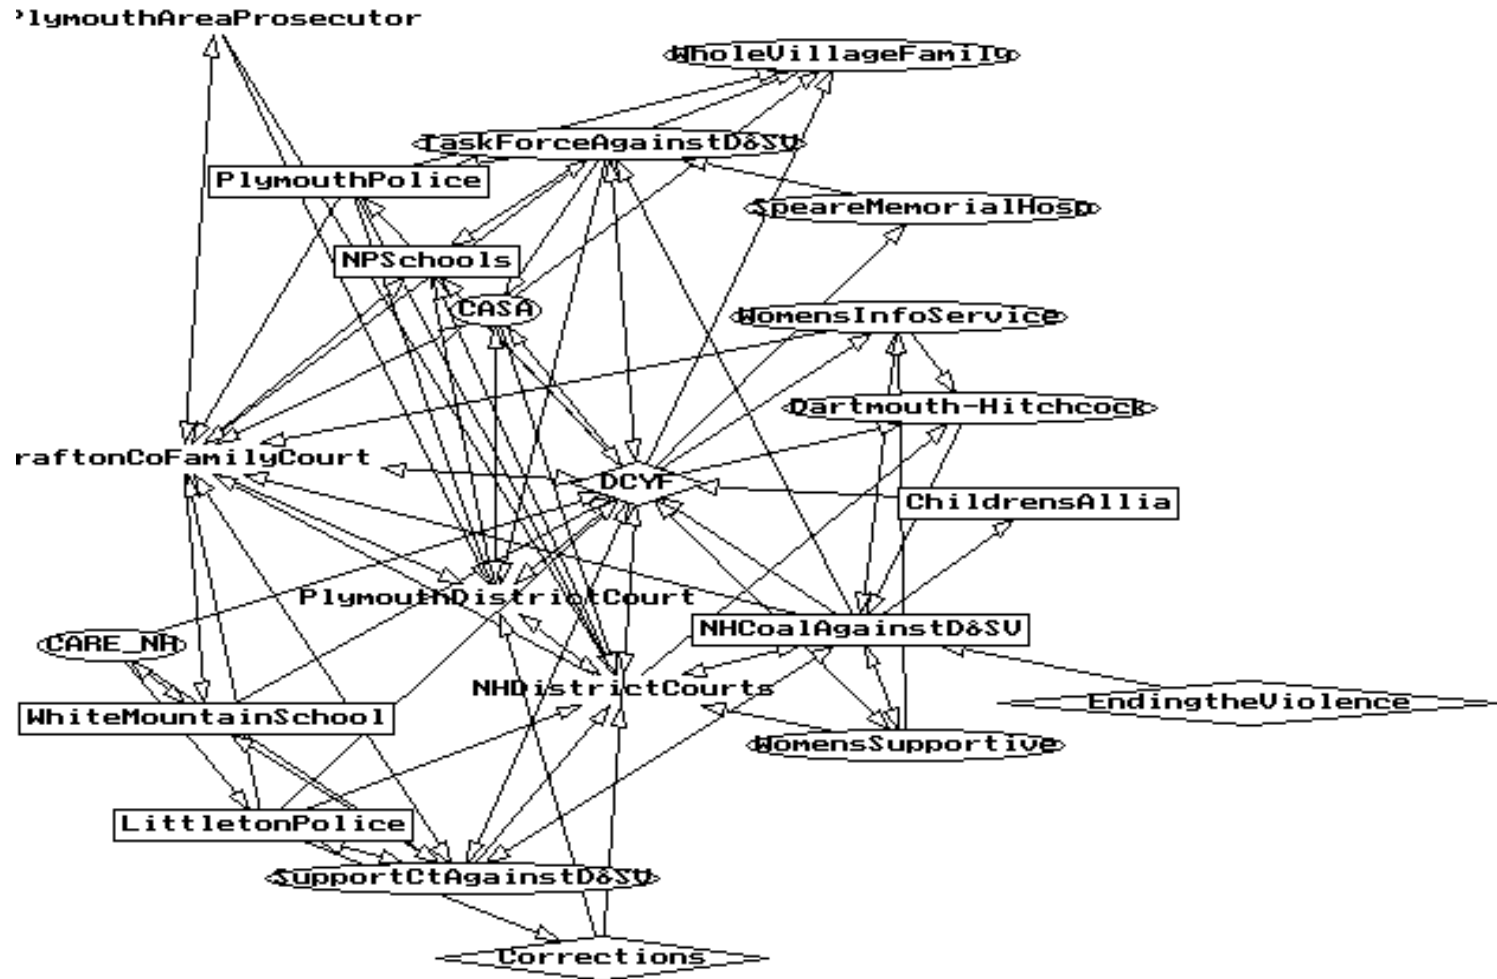 PlymouthAreaProsecutor
WholeVillageFamily
TaskForceAgainstD&SV
PlymouthPolice
SpeareMemorialHosp
NPSchools
CASA
WomensInfoService
Dartmouth-Hitchcock
raftonCoFamilyCourt
DCYF
ChildrensAllia
PlymouthDistrictCourt
NHCoalAgainstD&SV
CARE_NH
NHDistrictCourts
EndingtheViolence
WhiteMountainSchool
WomensSupportive
LittletonPolice
SupportCtAgainstD&SV
Corrections